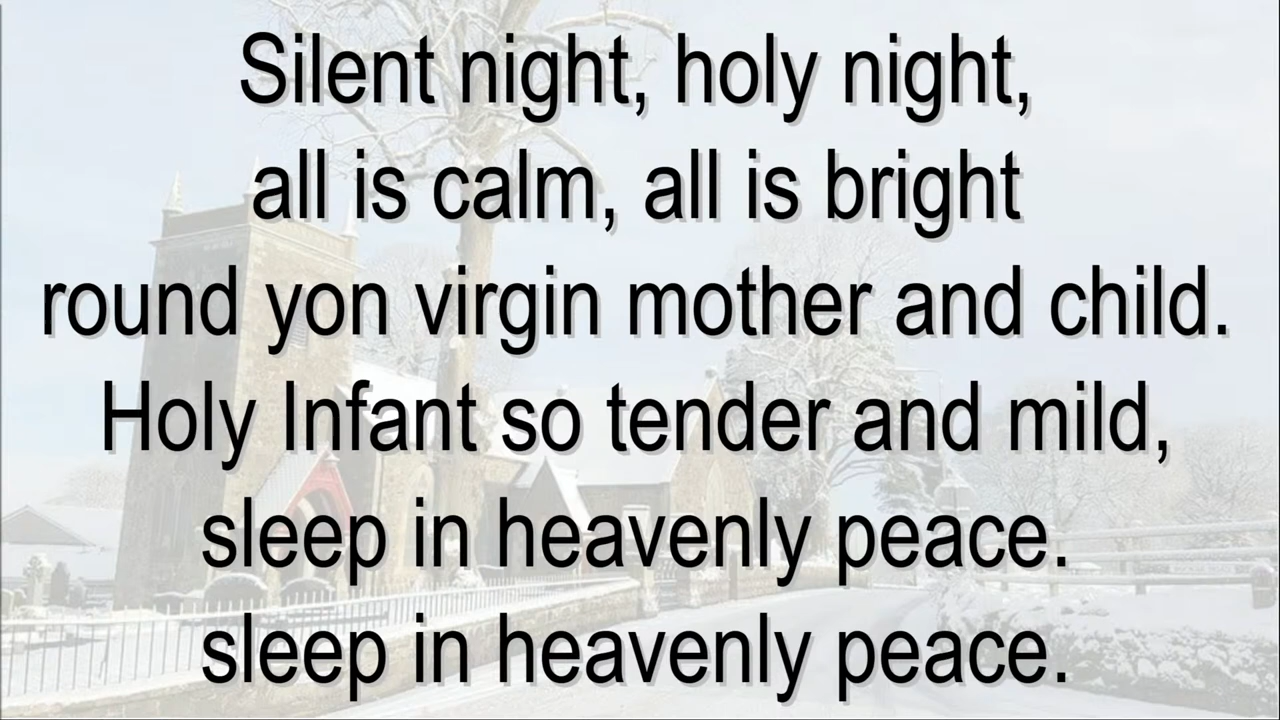 Silent night, holy night,
all is calm, all is bright
round yon virgin mother and child.
Holy Infant so tender and mild,
sleep in heavenly peace.
sleep in heavenly peace.